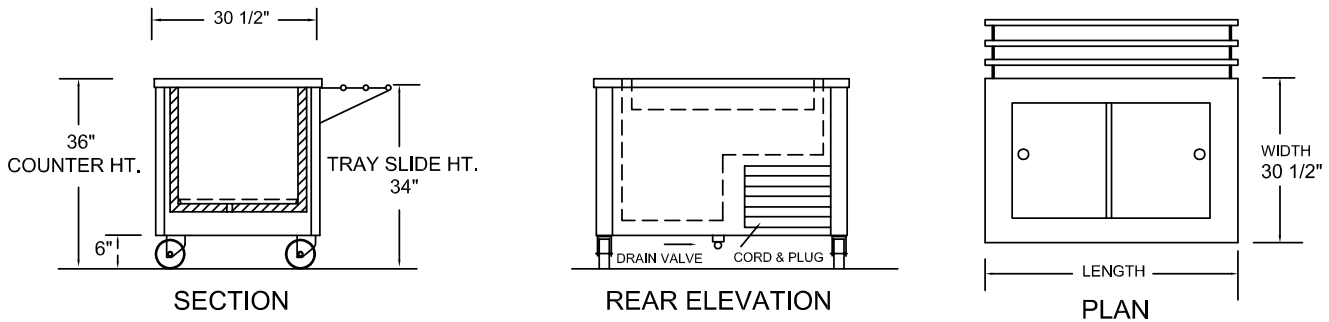 30 1/2"
36"
COUNTER HT.
6"
TRAY SLIDE HT.
34"
SECTION
DRAIN VALVE
CORD & PLUG
REAR ELEVATION
WIDTH
30 1/2"
LENGTH
PLAN